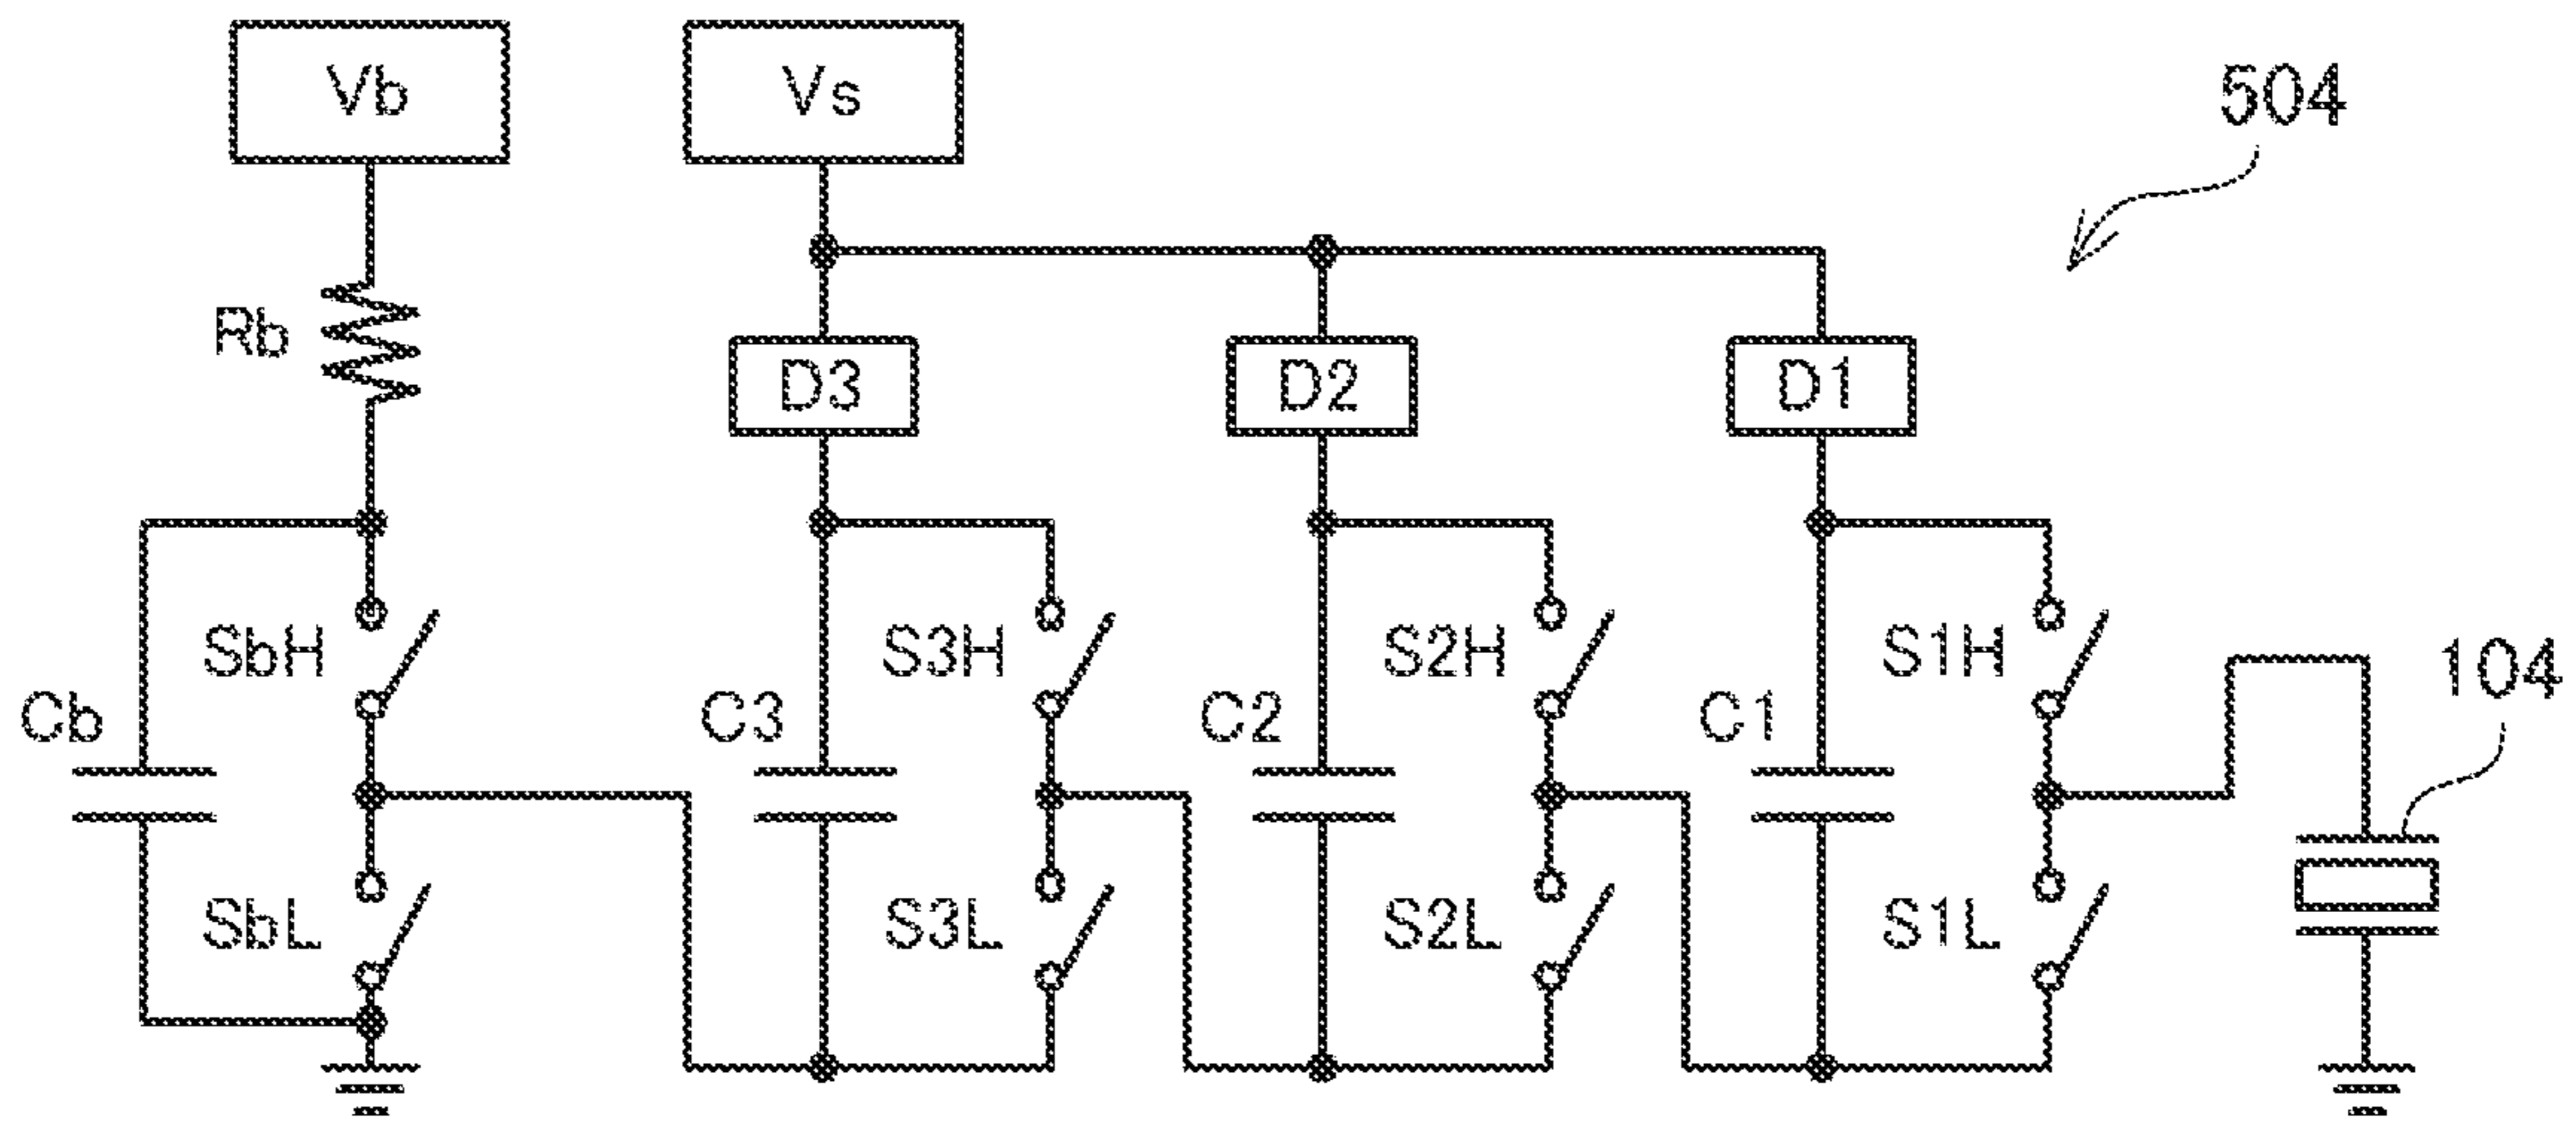 Vb
Vs
504
Rb
D3
D2
D1
SbH
S3H
S2H
S1H
104
Cb
C3
C2
C1
SbL
S3L
S2L
S1L